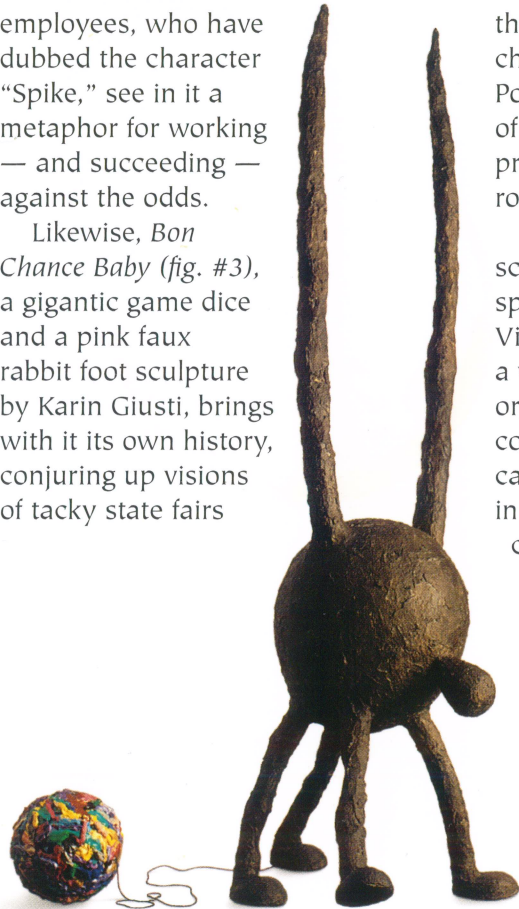 employees, who have
dubbed the character
“Spike,” see in it a
metaphor for working
— and succeeding —
against the odds.
Likewise, Bon
Chance Baby (fig. #3),
a gigantic game dice
and a pink faux
rabbit foot sculpture
by Karin Giusti, brings
with it its own history,
conjuring up visions
of tacky state fairs
of
a
in